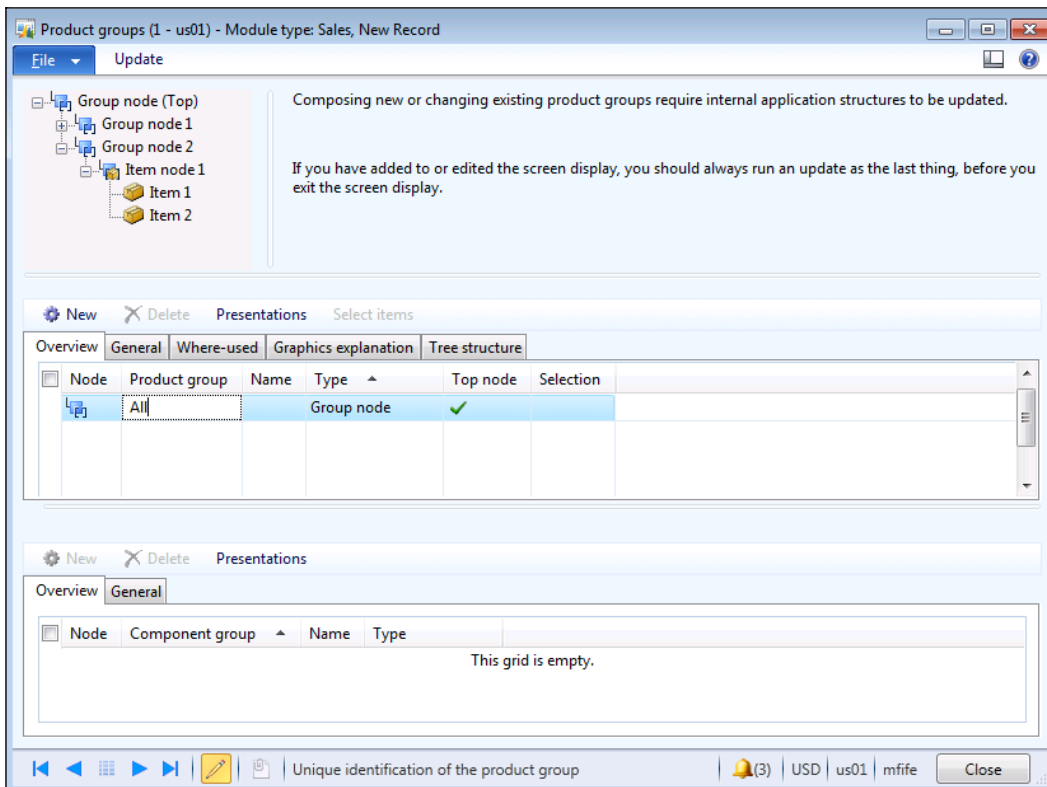 Product groups (1 - us01) - Module type: Sales, New Record
File Update
Group node (Top)
Group node 1
Group node 2
Item node 1
Item 1
Item 2
Composing new or changing existing product groups require internal application structures to be updated.
If you have added to or edited the screen display, you should always run an update as the last thing, before you
exit the screen display.
New Delete Presentations Select items
Overview General Where-used Graphics explanation Tree structure
Node Product group Name Type Top node Selection
All Group node
New Delete Presentations
Overview General
Node Component group Name Type
This grid is empty.
Unique identification of the product group (3) USD us01 mfife Close